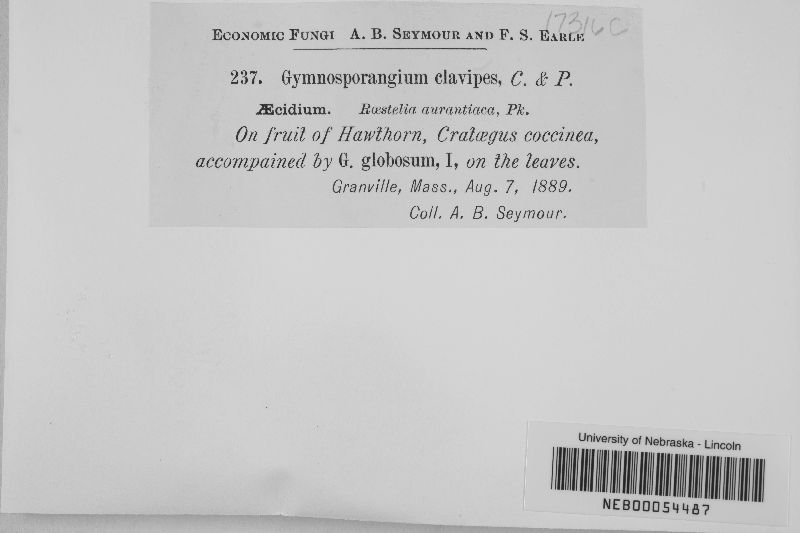 17316 C
ECONOMIC FUNGI A. B. SEYMOUR AND F. S. EARLE
237. Gymnosporangium clavipes, C. & P.
Æcidium. Rœstelia aurantiaca, Pk.
On fruit of Hawthorn, Cratægus coccinea,
accompained by G. globosum, I, on the leaves.
Granville, Mass., Aug. 7, 1889.
Coll. A. B. Seymour.
University of Nebraska - Lincoln
NEB00054487